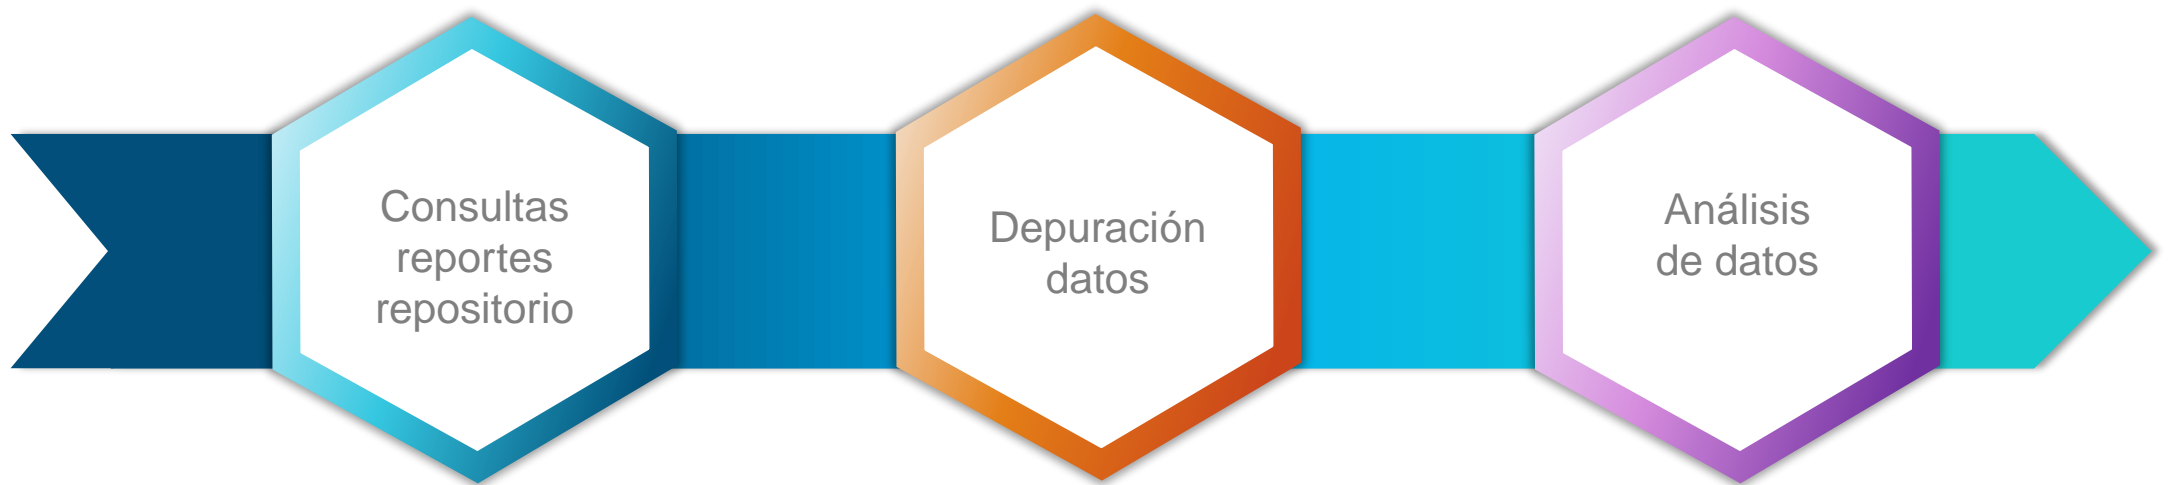 Consultas
reportes
repositorio
Depuración
datos
Análisis
de datos